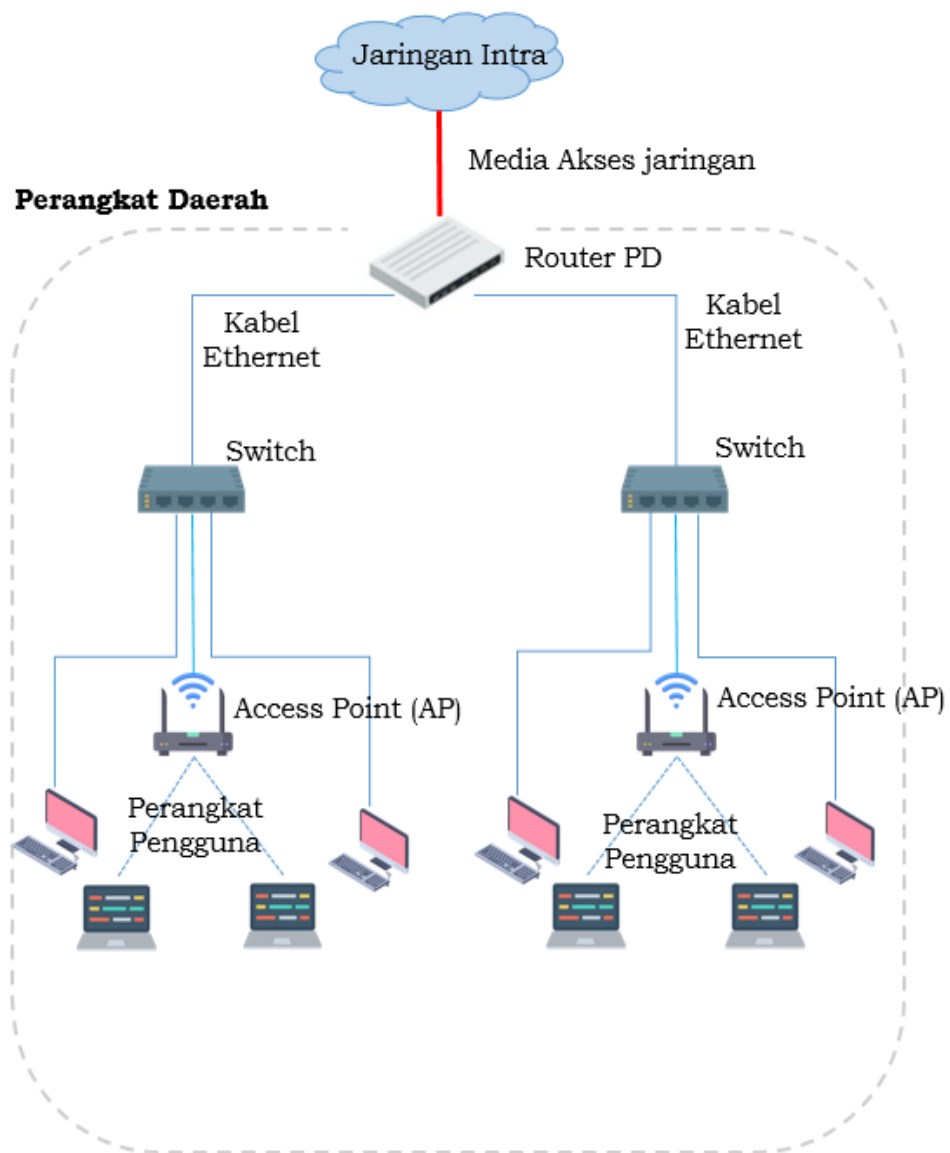 Jaringan Intra
Media Akses jaringan
Perangkat Daerah
Router PD
Kabel
Ethernet
Kabel
Ethernet
Switch
Switch
Access Point (AP)
Access Point (AP)
Perangkat
Pengguna
Perangkat
Pengguna